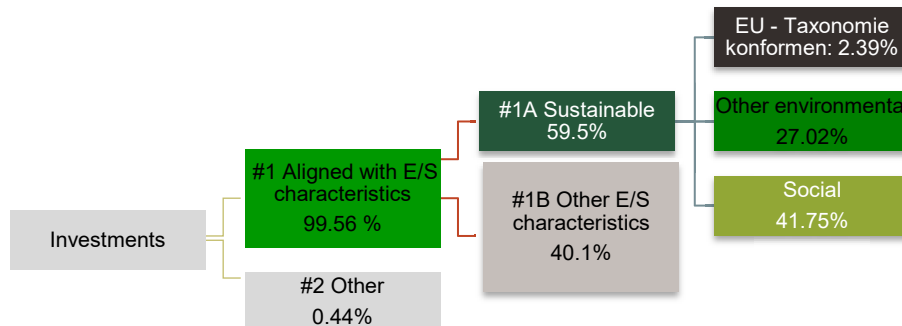 Investments
#1 Aligned with E/S
characteristics
99.56 %
#2 Other
0.44%
#1A Sustainable
59.5%
#1B Other E/S
characteristics
40.1%
EU - Taxonomie
konformen: 2.39%
Other environmenta
27.02%
Social
41.75%